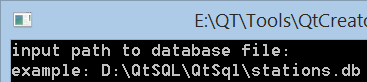 E:\QT\Tools\QtCreato
input path to database file:
example: D:\QtSQL\QtSql\stations.db